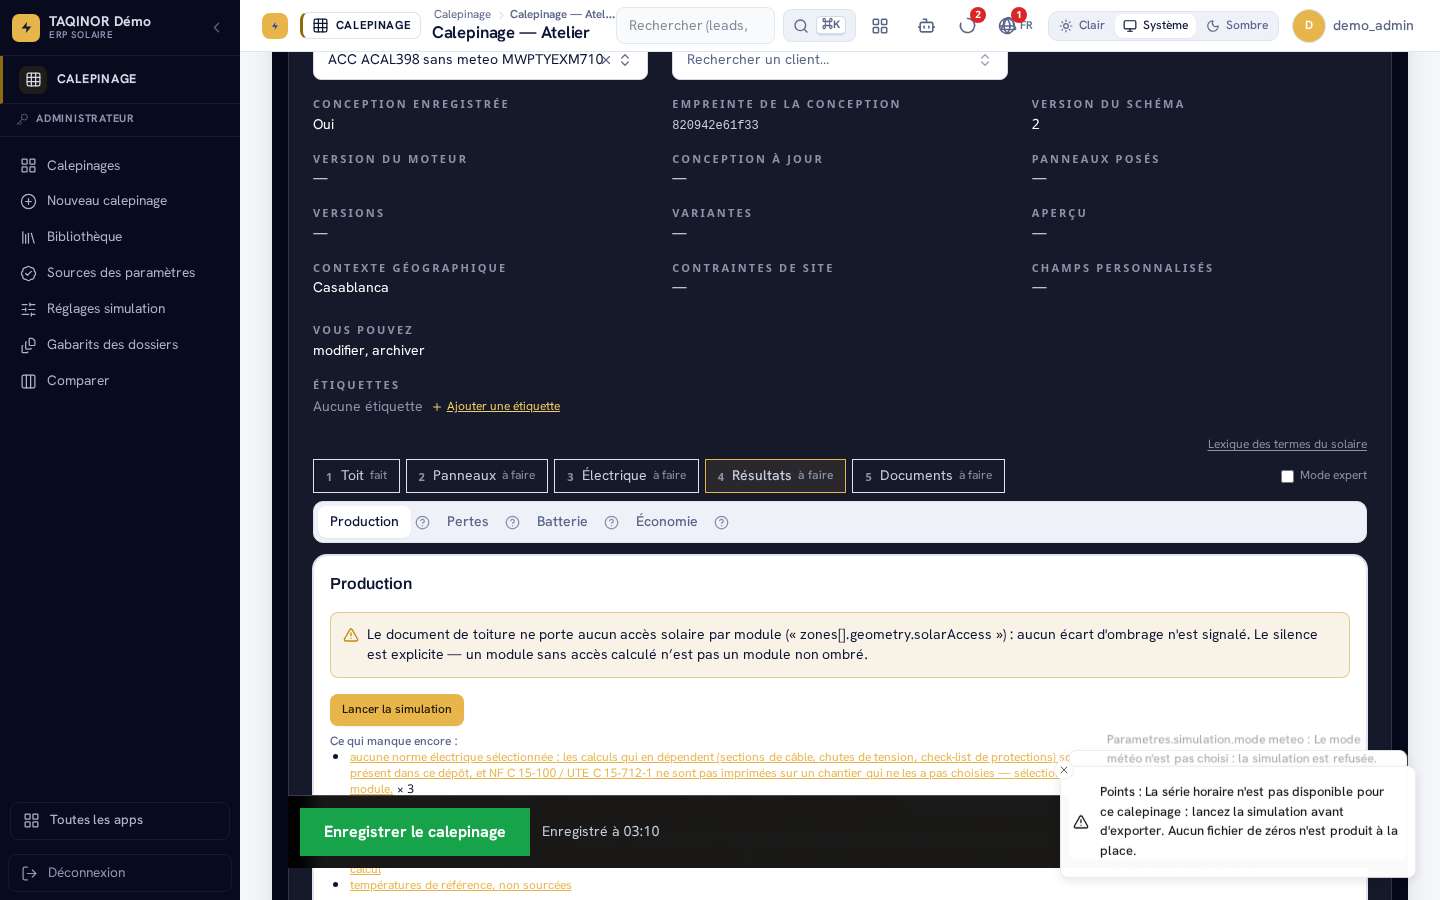 TAQINOR Démo
ERP SOLAIRE
CALEPINAGE
ADMINISTRATEUR
Calepinages
Nouveau calepinage
Bibliothèque
Sources des paramètres
Réglages simulation
Gabarits des dossiers
Comparer
Toutes les apps
Déconnexion
CALEPINAGE
Calepinage > Calepinage — Atel...
Calepinage — Atelier
Rechercher (leads,
⌘K
2
1
FR
Clair
Système
Sombre
D
demo_admin
ACC ACAL398 sans meteo MWPTYEXM710
Rechercher un client...
CONCEPTION ENREGISTRÉE
Oui
EMPREINTE DE LA CONCEPTION
820942e61f33
VERSION DU SCHÉMA
2
VERSION DU MOTEUR
—
CONCEPTION À JOUR
—
PANNEAUX POSÉS
—
VERSIONS
—
VARIANTES
—
APERÇU
—
CONTEXTE GÉOGRAPHIQUE
Casablanca
CONTRAINTES DE SITE
—
CHAMPS PERSONNALISÉS
—
VOUS POUVEZ
modifier, archiver
ÉTIQUETTES
Aucune étiquette + Ajouter une étiquette
Lexique des termes du solaire
1 Toit fait
2 Panneaux à faire
3 Électrique à faire
4 Résultats à faire
5 Documents à faire
Mode expert
Production
Pertes
Batterie
Économie
Production
Le document de toiture ne porte aucun accès solaire par module (« zones[].geometry.solarAccess ») : aucun écart d'ombrage n'est signalé. Le silence
est explicite — un module sans accès calculé n’est pas un module non ombré.
Lancer la simulation
Ce qui manque encore :
aucune norme électrique sélectionnée : les calculs qui en dépendent (sections de câble, chutes de tension, check-list de protections)
présent dans ce dépôt, et NF C 15-100 / UTE C 15-712-1 ne sont pas imprimées sur un chantier qui ne les a pas choisies —
module. × 3
calcul
températures de référence, non sourcées
Enregistrer le calepinage
Enregistré à 03:10
Parametres.simulation.mode meteo : Le mode
météo n'est pas choisi : la simulation est refusée.
Points : La série horaire n'est pas disponible pour
ce calepinage : lancez la simulation avant
d'exporter. Aucun fichier de zéros n'est produit à la
place.